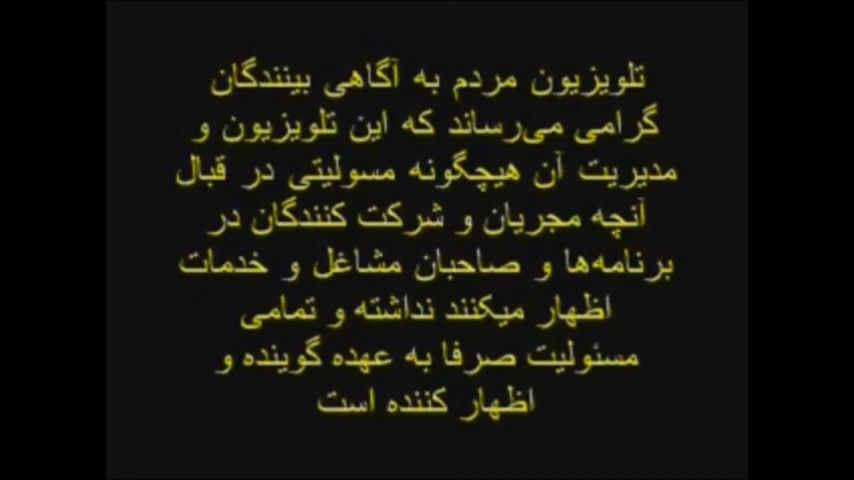 تلویزیون مردم به آگاهی بینندگان
گرامی می‌رساند که این تلویزیون و
مدیریت آن هیچگونه مسولیتی در قبال
آنچه مجریان و شرکت کنندگان در
برنامه‌ها و صاحبان مشاغل و خدمات
اظهار میکنند نداشته و تمامی
مسئولیت صرفا به عهده گوینده و
اظهار کننده است